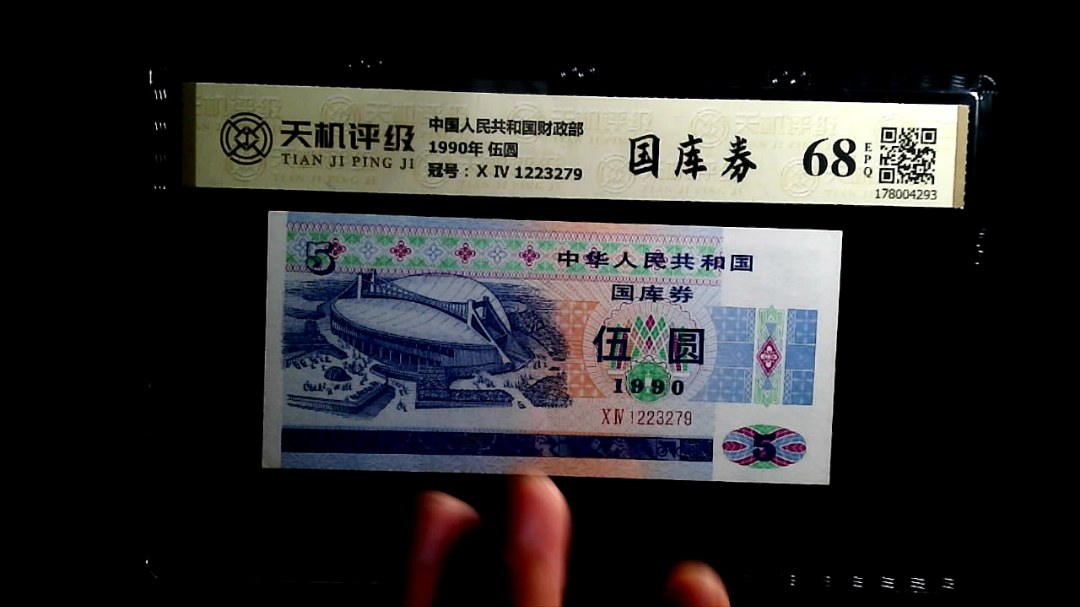 天机评级
TIAN JI PING JI
中国人民共和国财政部
1990年 伍圆
冠号：X Ⅳ 1223279
国库券
68
EPQ
178004293
5
中华人民共和国
国库券
伍圆
1990
XⅣ 1223279
5